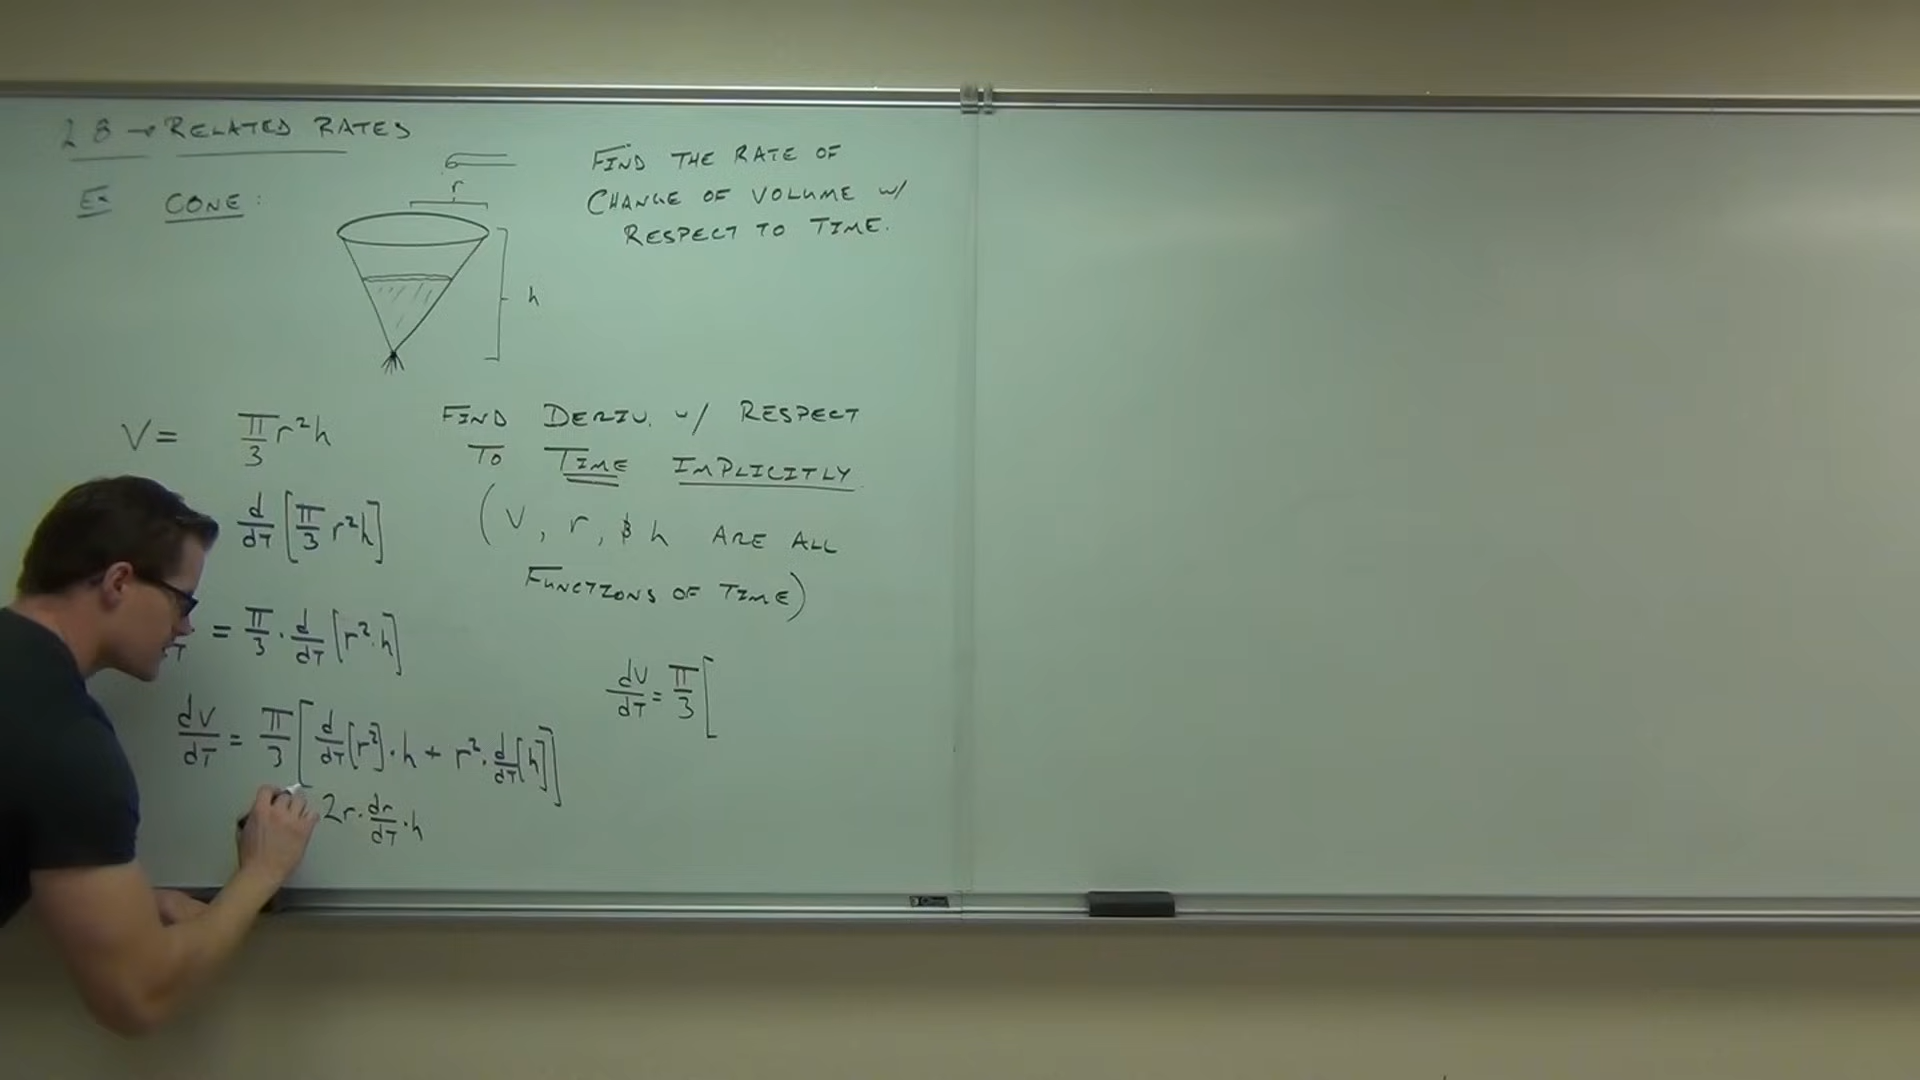 2.8 → RELATED RATES
EX CONE:
r
h
FIND THE RATE OF
CHANGE OF VOLUME w/
RESPECT TO TIME.
V = π/3 r²h
d/dT [π/3 r²h]
= π/3 · d/dT [r²·h]
dV/dT = π/3 [d/dT[r²]·h + r²·d/dT[h]]
2r·dr/dT·h
FIND DERIV. w/ RESPECT
TO TIME IMPLICITLY
(V, r, & h ARE ALL
FUNCTIONS OF TIME)
dV/dT = π/3 [